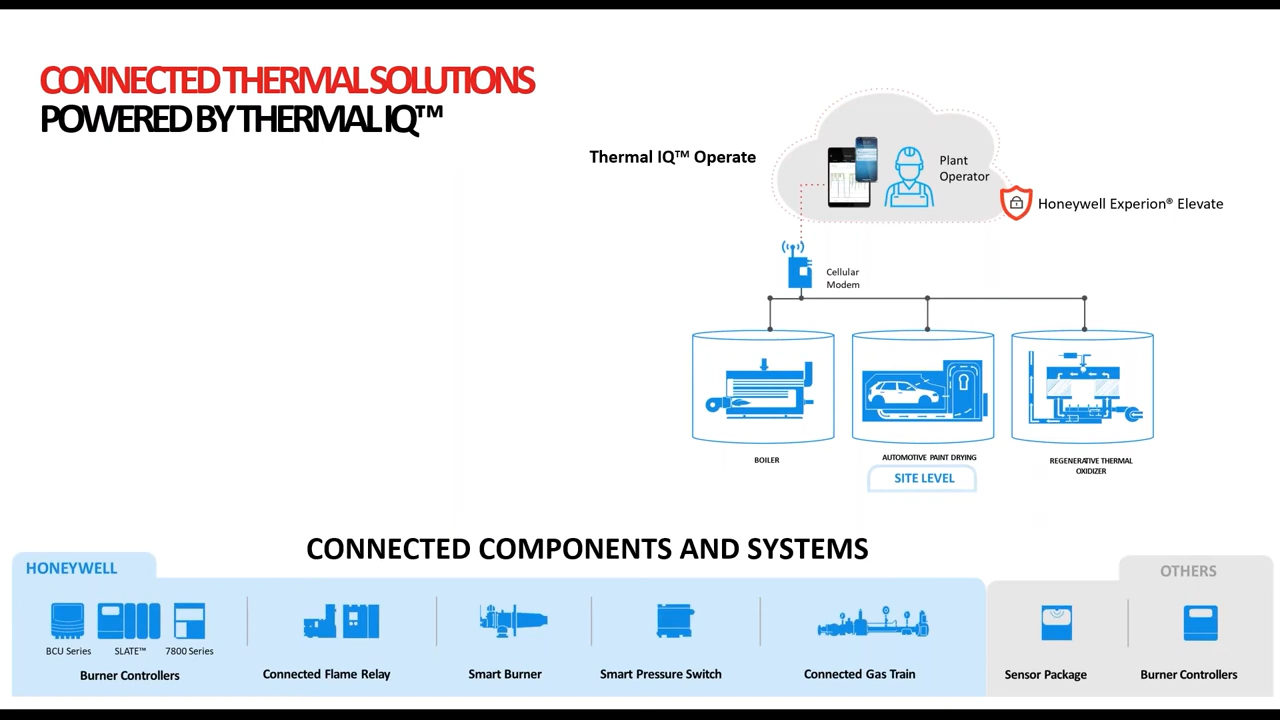 CONNECTED THERMAL SOLUTIONS
POWERED BY THERMAL IQ™
Thermal IQ™ Operate
Plant
Operator
Honeywell Experion® Elevate
Cellular
Modem
BOILER
AUTOMOTIVE PAINT DRYING
REGENERATIVE THERMAL
OXIDIZER
SITE LEVEL
CONNECTED COMPONENTS AND SYSTEMS
HONEYWELL
OTHERS
BCU Series
SLATE™
7800 Series
Burner Controllers
Connected Flame Relay
Smart Burner
Smart Pressure Switch
Connected Gas Train
Sensor Package
Burner Controllers